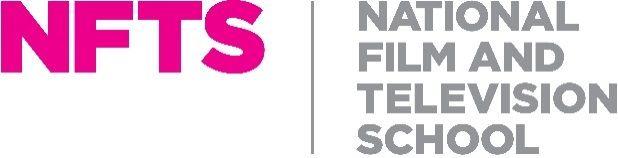 NFTS
NATIONAL
FILM AND
TELEVISION
SCHOOL